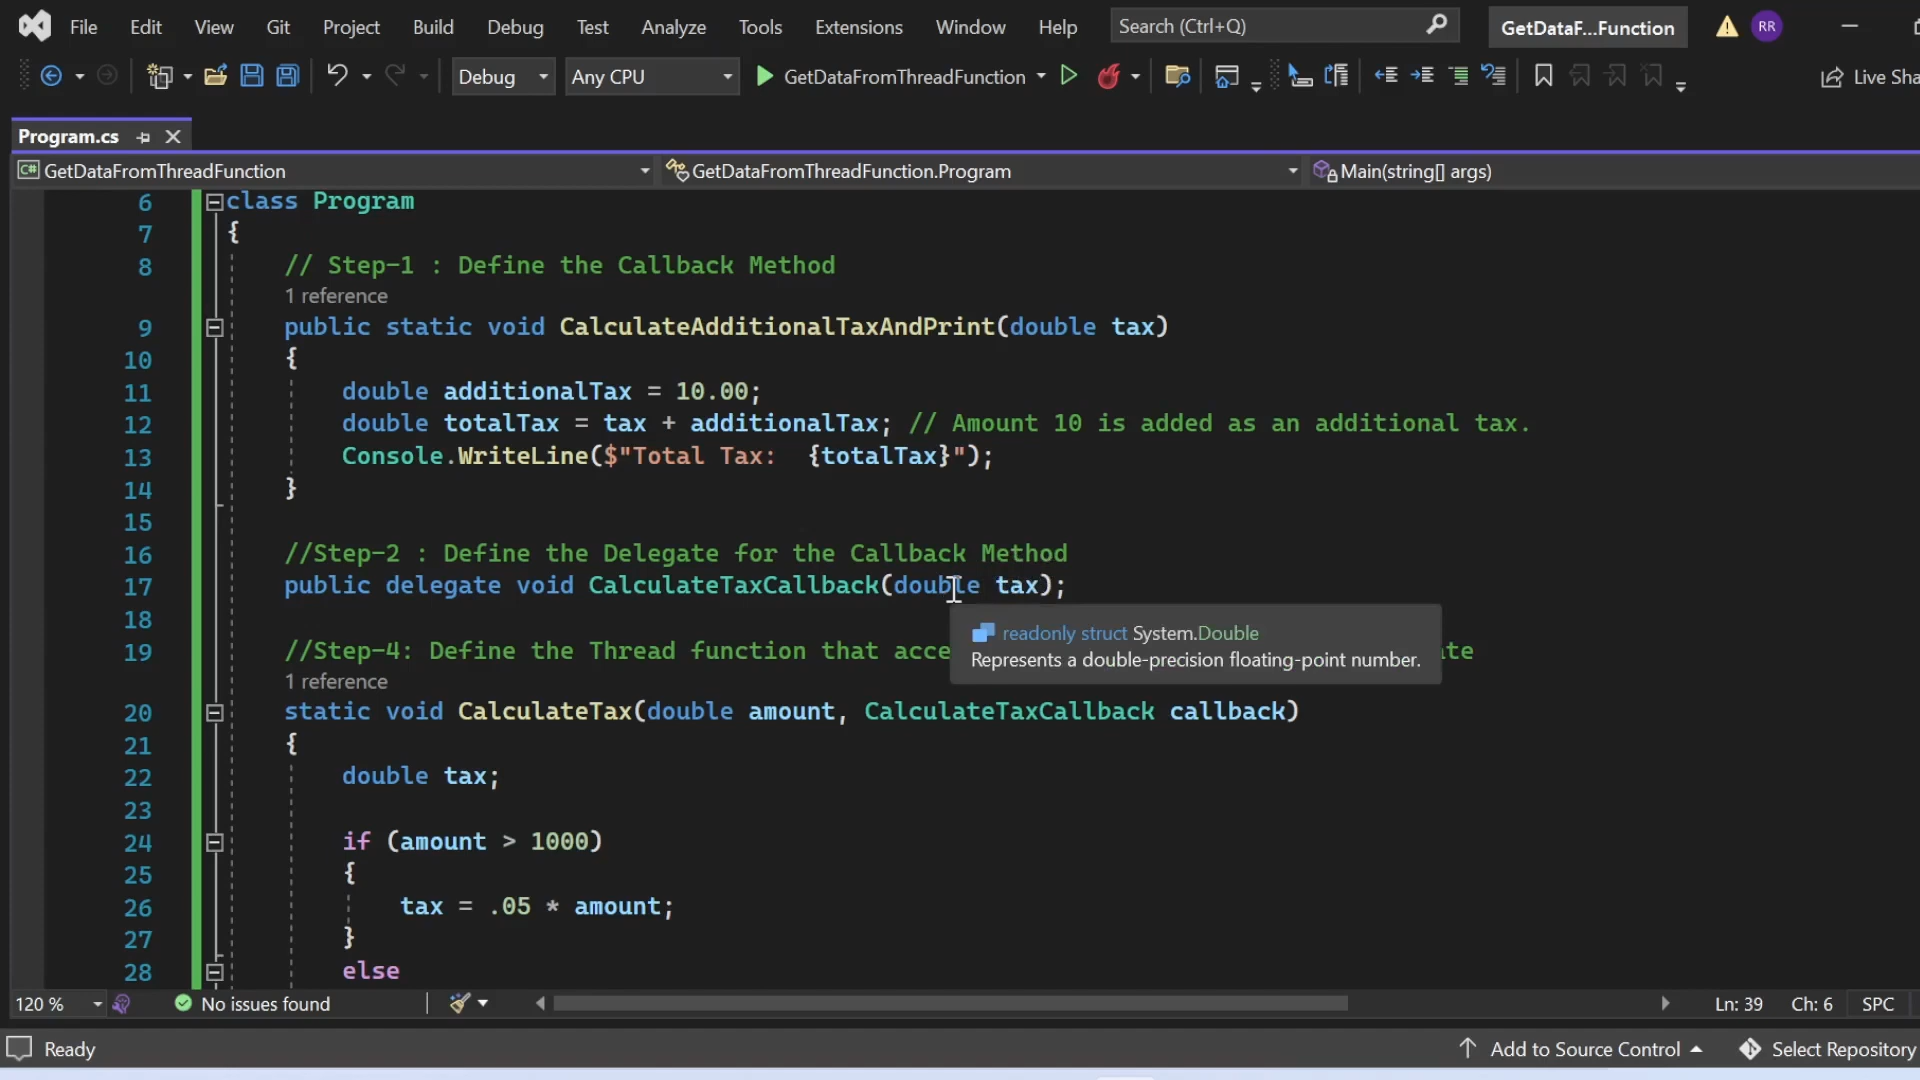 File Edit View Git Project Build Debug Test Analyze Tools Extensions Window Help Search (Ctrl+Q) GetDataF...Function RR
Debug Any CPU GetDataFromThreadFunction Live Sha
Program.cs
GetDataFromThreadFunction GetDataFromThreadFunction.Program Main(string[] args)
6 class Program
7 {
8 // Step-1 : Define the Callback Method
1 reference
9 public static void CalculateAdditionalTaxAndPrint(double tax)
10 {
11 double additionalTax = 10.00;
12 double totalTax = tax + additionalTax; // Amount 10 is added as an additional tax.
13 Console.WriteLine($"Total Tax:  {totalTax}");
14 }
15
16 //Step-2 : Define the Delegate for the Callback Method
17 public delegate void CalculateTaxCallback(double tax);
18
readonly struct System.Double
19 //Step-4: Define the Thread function that acce te
Represents a double-precision floating-point number.
1 reference
20 static void CalculateTax(double amount, CalculateTaxCallback callback)
21 {
22 double tax;
23
24 if (amount > 1000)
25 {
26 tax = .05 * amount;
27 }
28 else
120 % No issues found Ln: 39 Ch: 6 SPC
Ready Add to Source Control Select Repository